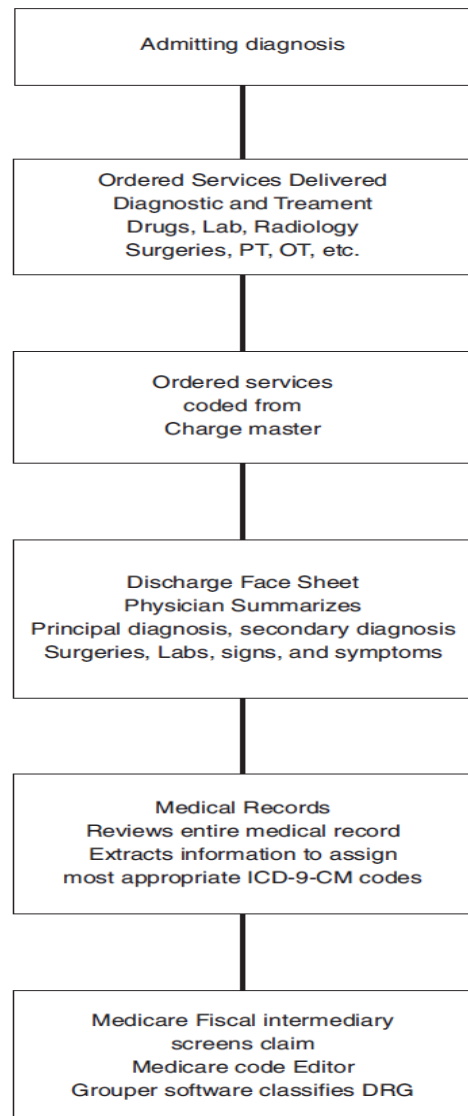 Admitting diagnosis
Ordered Services Delivered
Diagnostic and Treament
Drugs, Lab, Radiology
Surgeries, PT, OT, etc.
Ordered services
coded from
Charge master
Discharge Face Sheet
Physician Summarizes
Principal diagnosis, secondary diagnosis
Surgeries, Labs, signs, and symptoms
Medical Records
Reviews entire medical record
Extracts information to assign
most appropriate ICD-9-CM codes
Medicare Fiscal intermediary
screens claim
Medicare code Editor
Grouper software classifies DRG